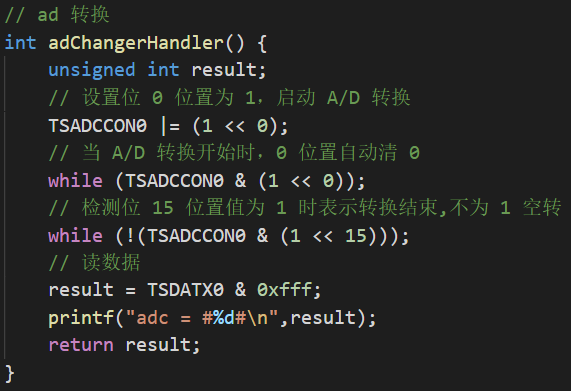 // ad 转换
int adChangerHandler() {
    unsigned int result;
    // 设置位 0 位置为 1，启动 A/D 转换
    TSADCCON0 |= (1 << 0);
    // 当 A/D 转换开始时，0 位置自动清 0
    while (TSADCCON0 & (1 << 0));
    // 检测位 15 位置值为 1 时表示转换结束,不为 1 空转
    while (!(TSADCCON0 & (1 << 15)));
    // 读数据
    result = TSDATX0 & 0xfff;
    printf("adc = #%d#\n",result);
    return result;
}